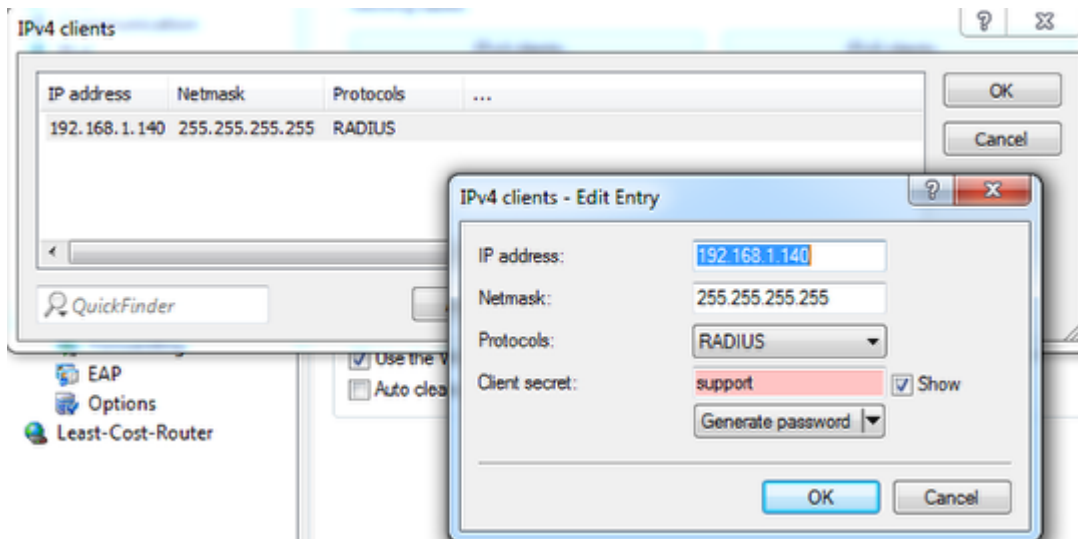 IPv4 clients
IP address Netmask Protocols ...
192.168.1.140 255.255.255.255 RADIUS
OK
Cancel
QuickFinder
IPv4 clients - Edit Entry
IP address: 192.168.1.140
Netmask: 255.255.255.255
Protocols: RADIUS
Client secret: support Show
Generate password
OK Cancel
Use the
Auto clea
EAP
Options
Least-Cost-Router